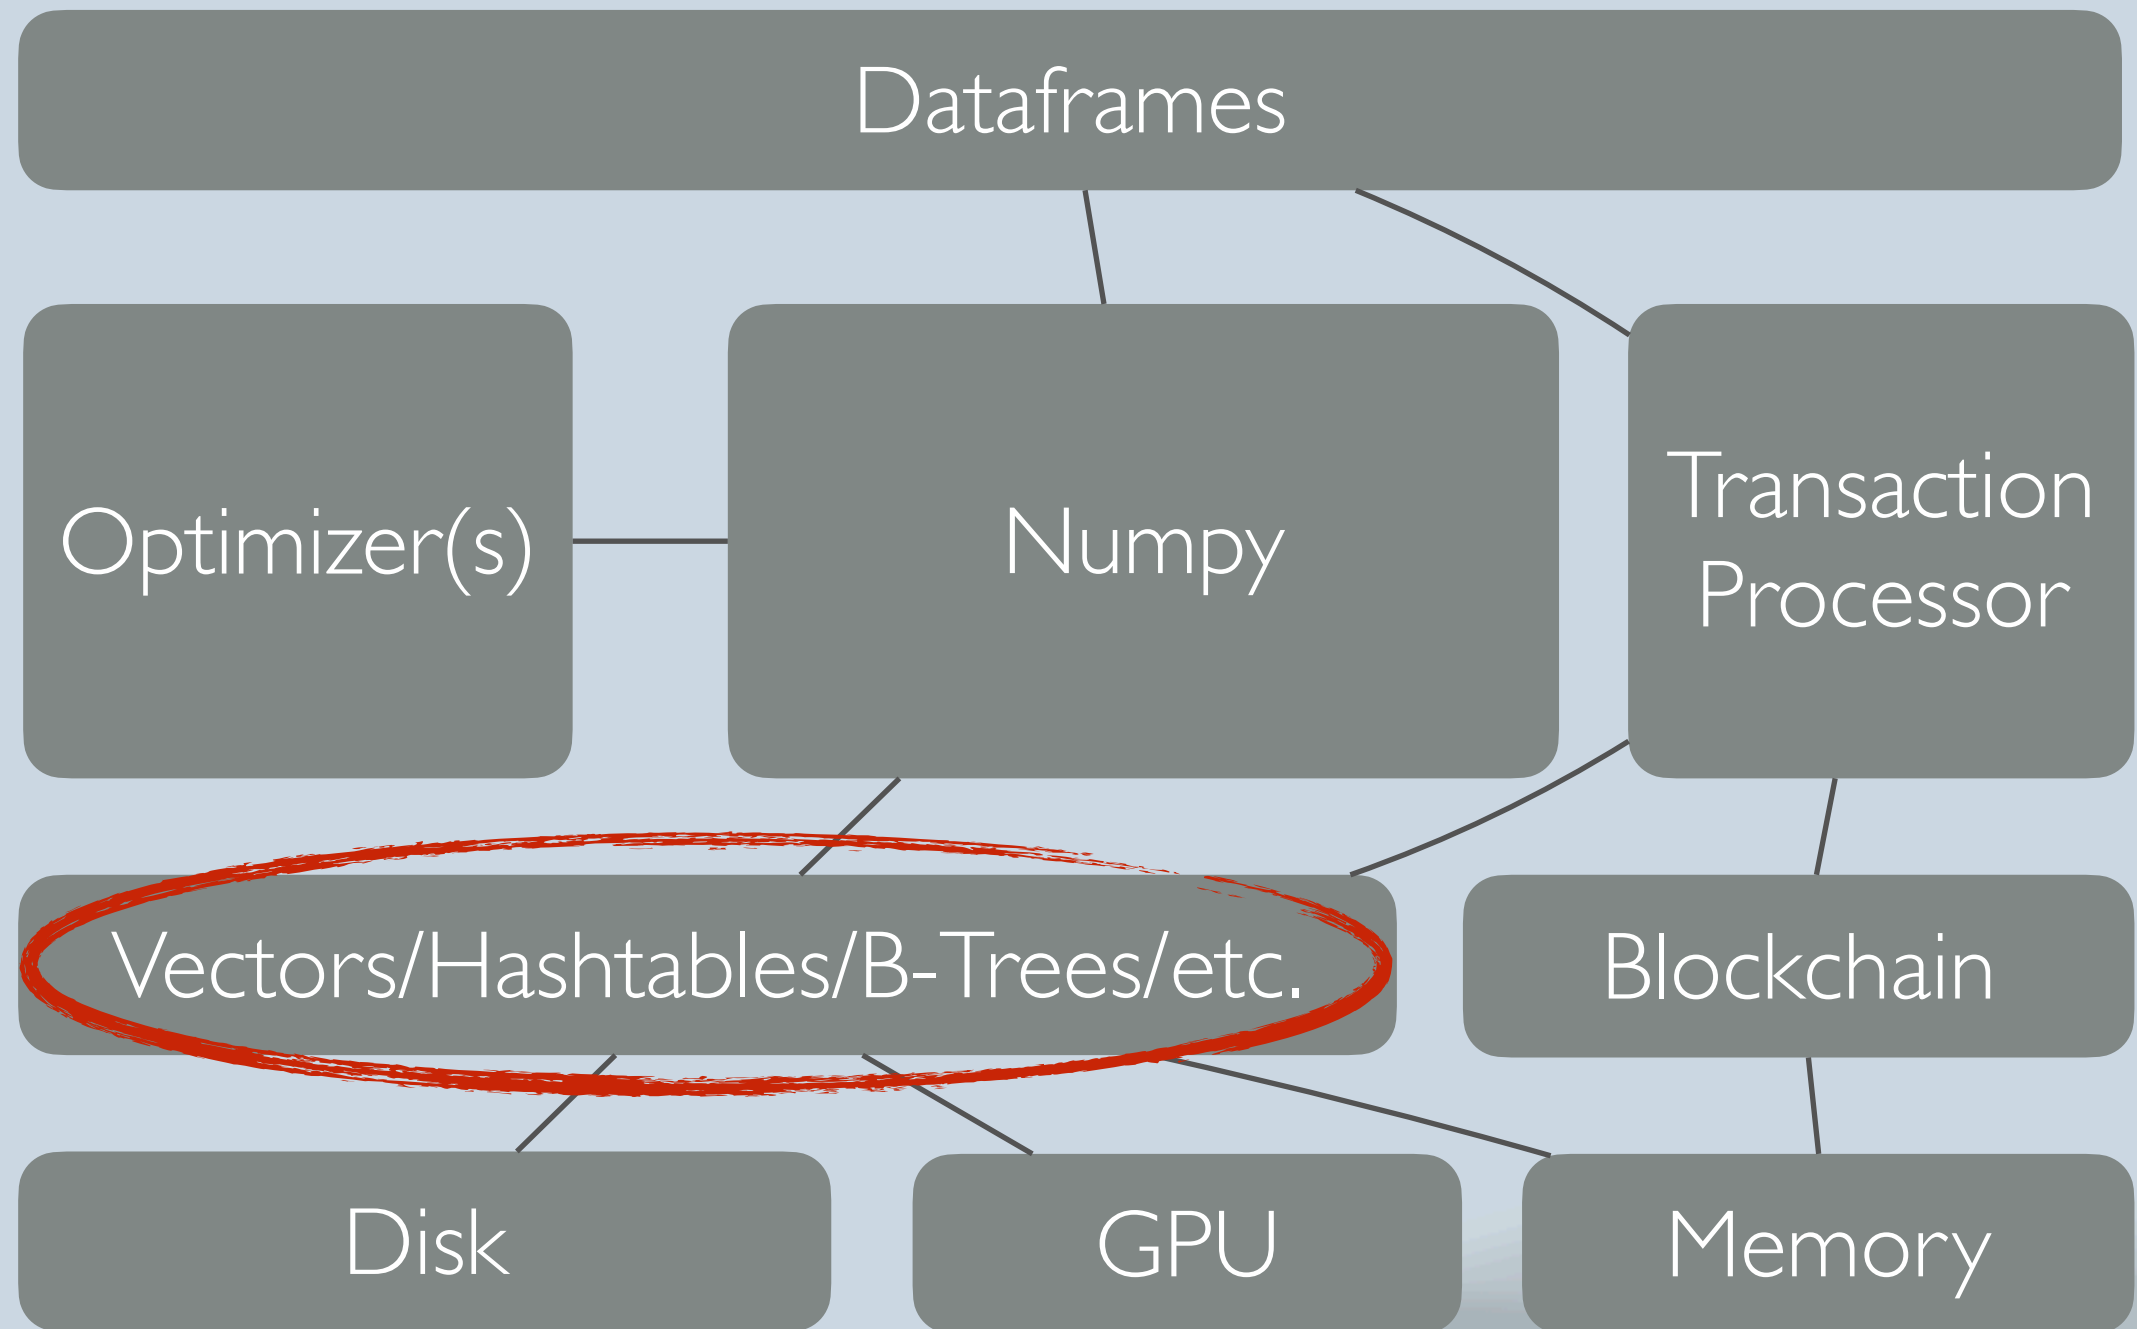 Dataframes
Optimizer(s)
Numpy
Transaction
Processor
Vectors/Hashtables/B-Trees/etc.
Blockchain
Disk
GPU
Memory